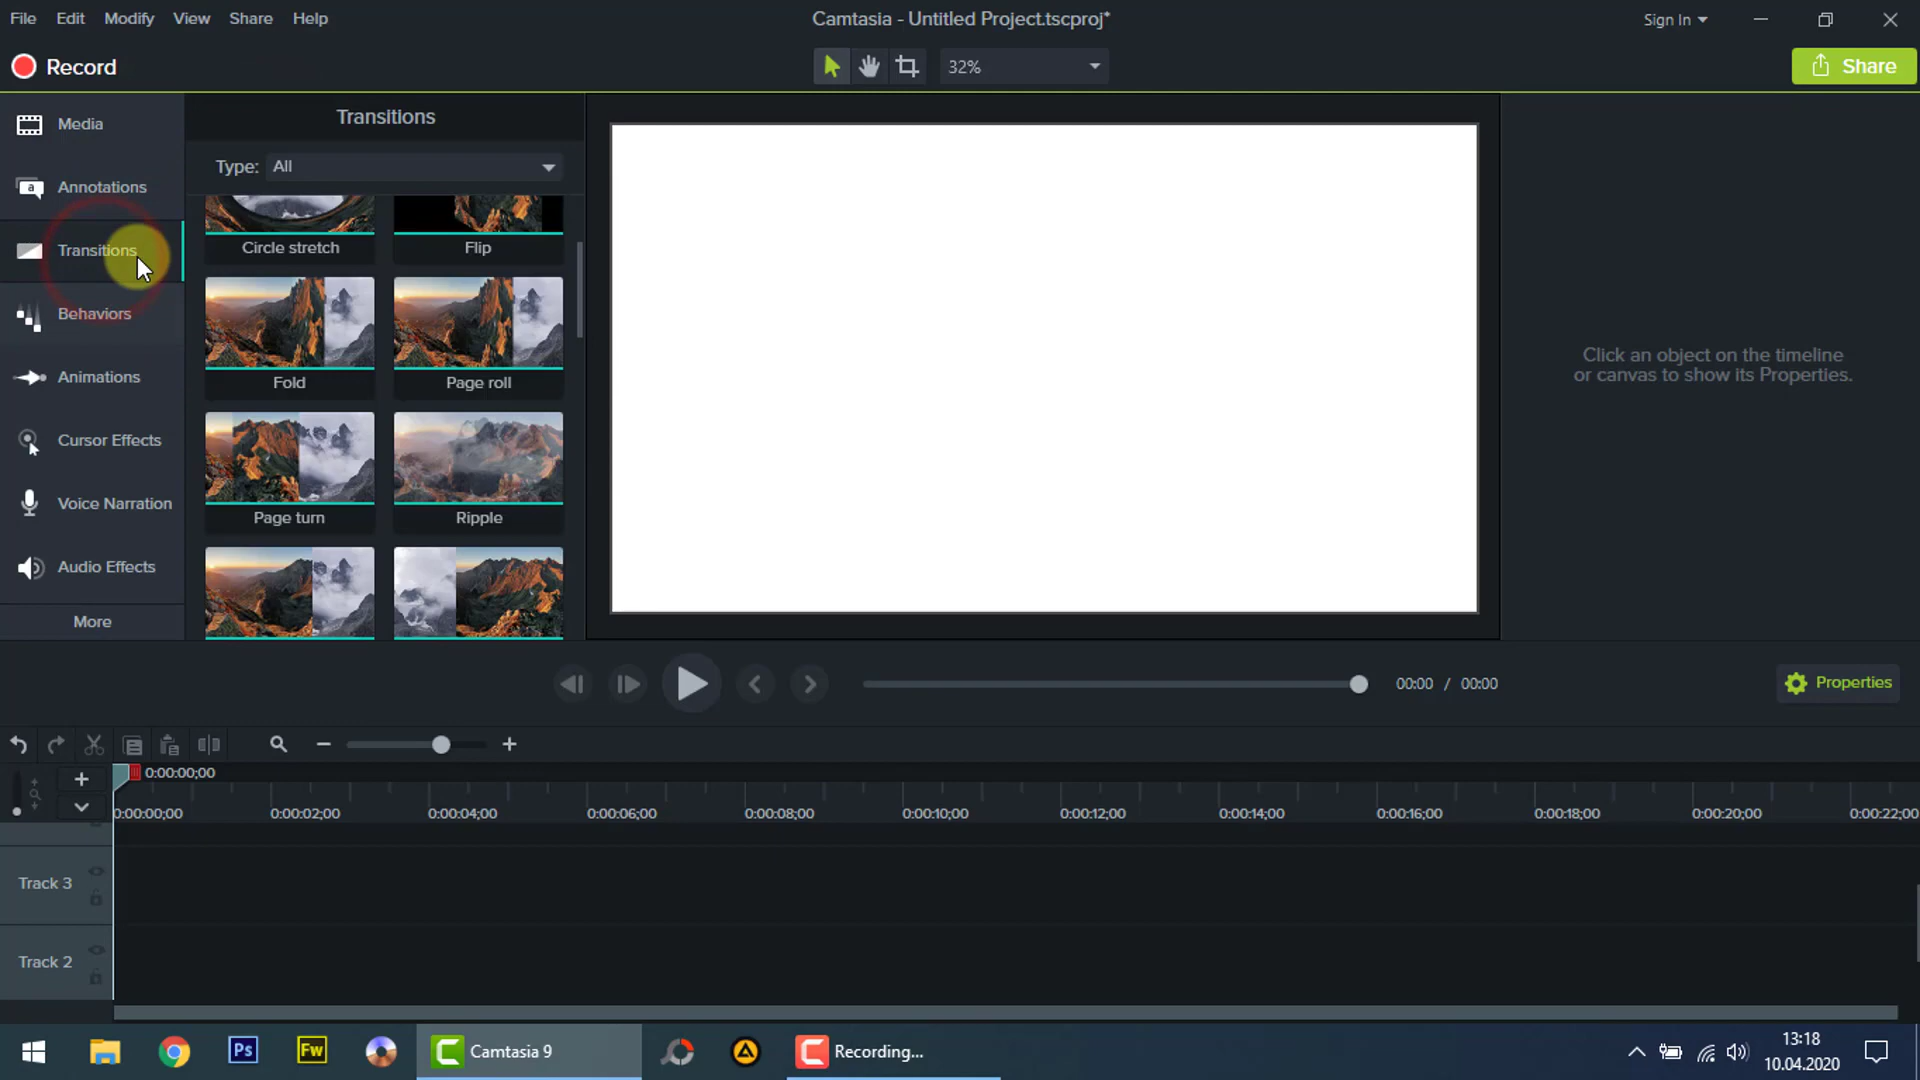 File Edit Modify View Share Help
Camtasia - Untitled Project.tscproj*
Sign In
Record
32%
Share
Media
Annotations
Transitions
Behaviors
Animations
Cursor Effects
Voice Narration
Audio Effects
More
Transitions
Type: All
Circle stretch
Flip
Fold
Page roll
Page turn
Ripple
Click an object on the timeline
or canvas to show its Properties.
00:00 / 00:00
Properties
0:00:00;00
0:00:00;00 0:00:02;00 0:00:04;00 0:00:06;00 0:00:08;00 0:00:10;00 0:00:12;00 0:00:14;00 0:00:16;00 0:00:18;00 0:00:20;00 0:00:22;00
Track 3
Track 2
Ps
Fw
Camtasia 9
Recording...
13:18
10.04.2020